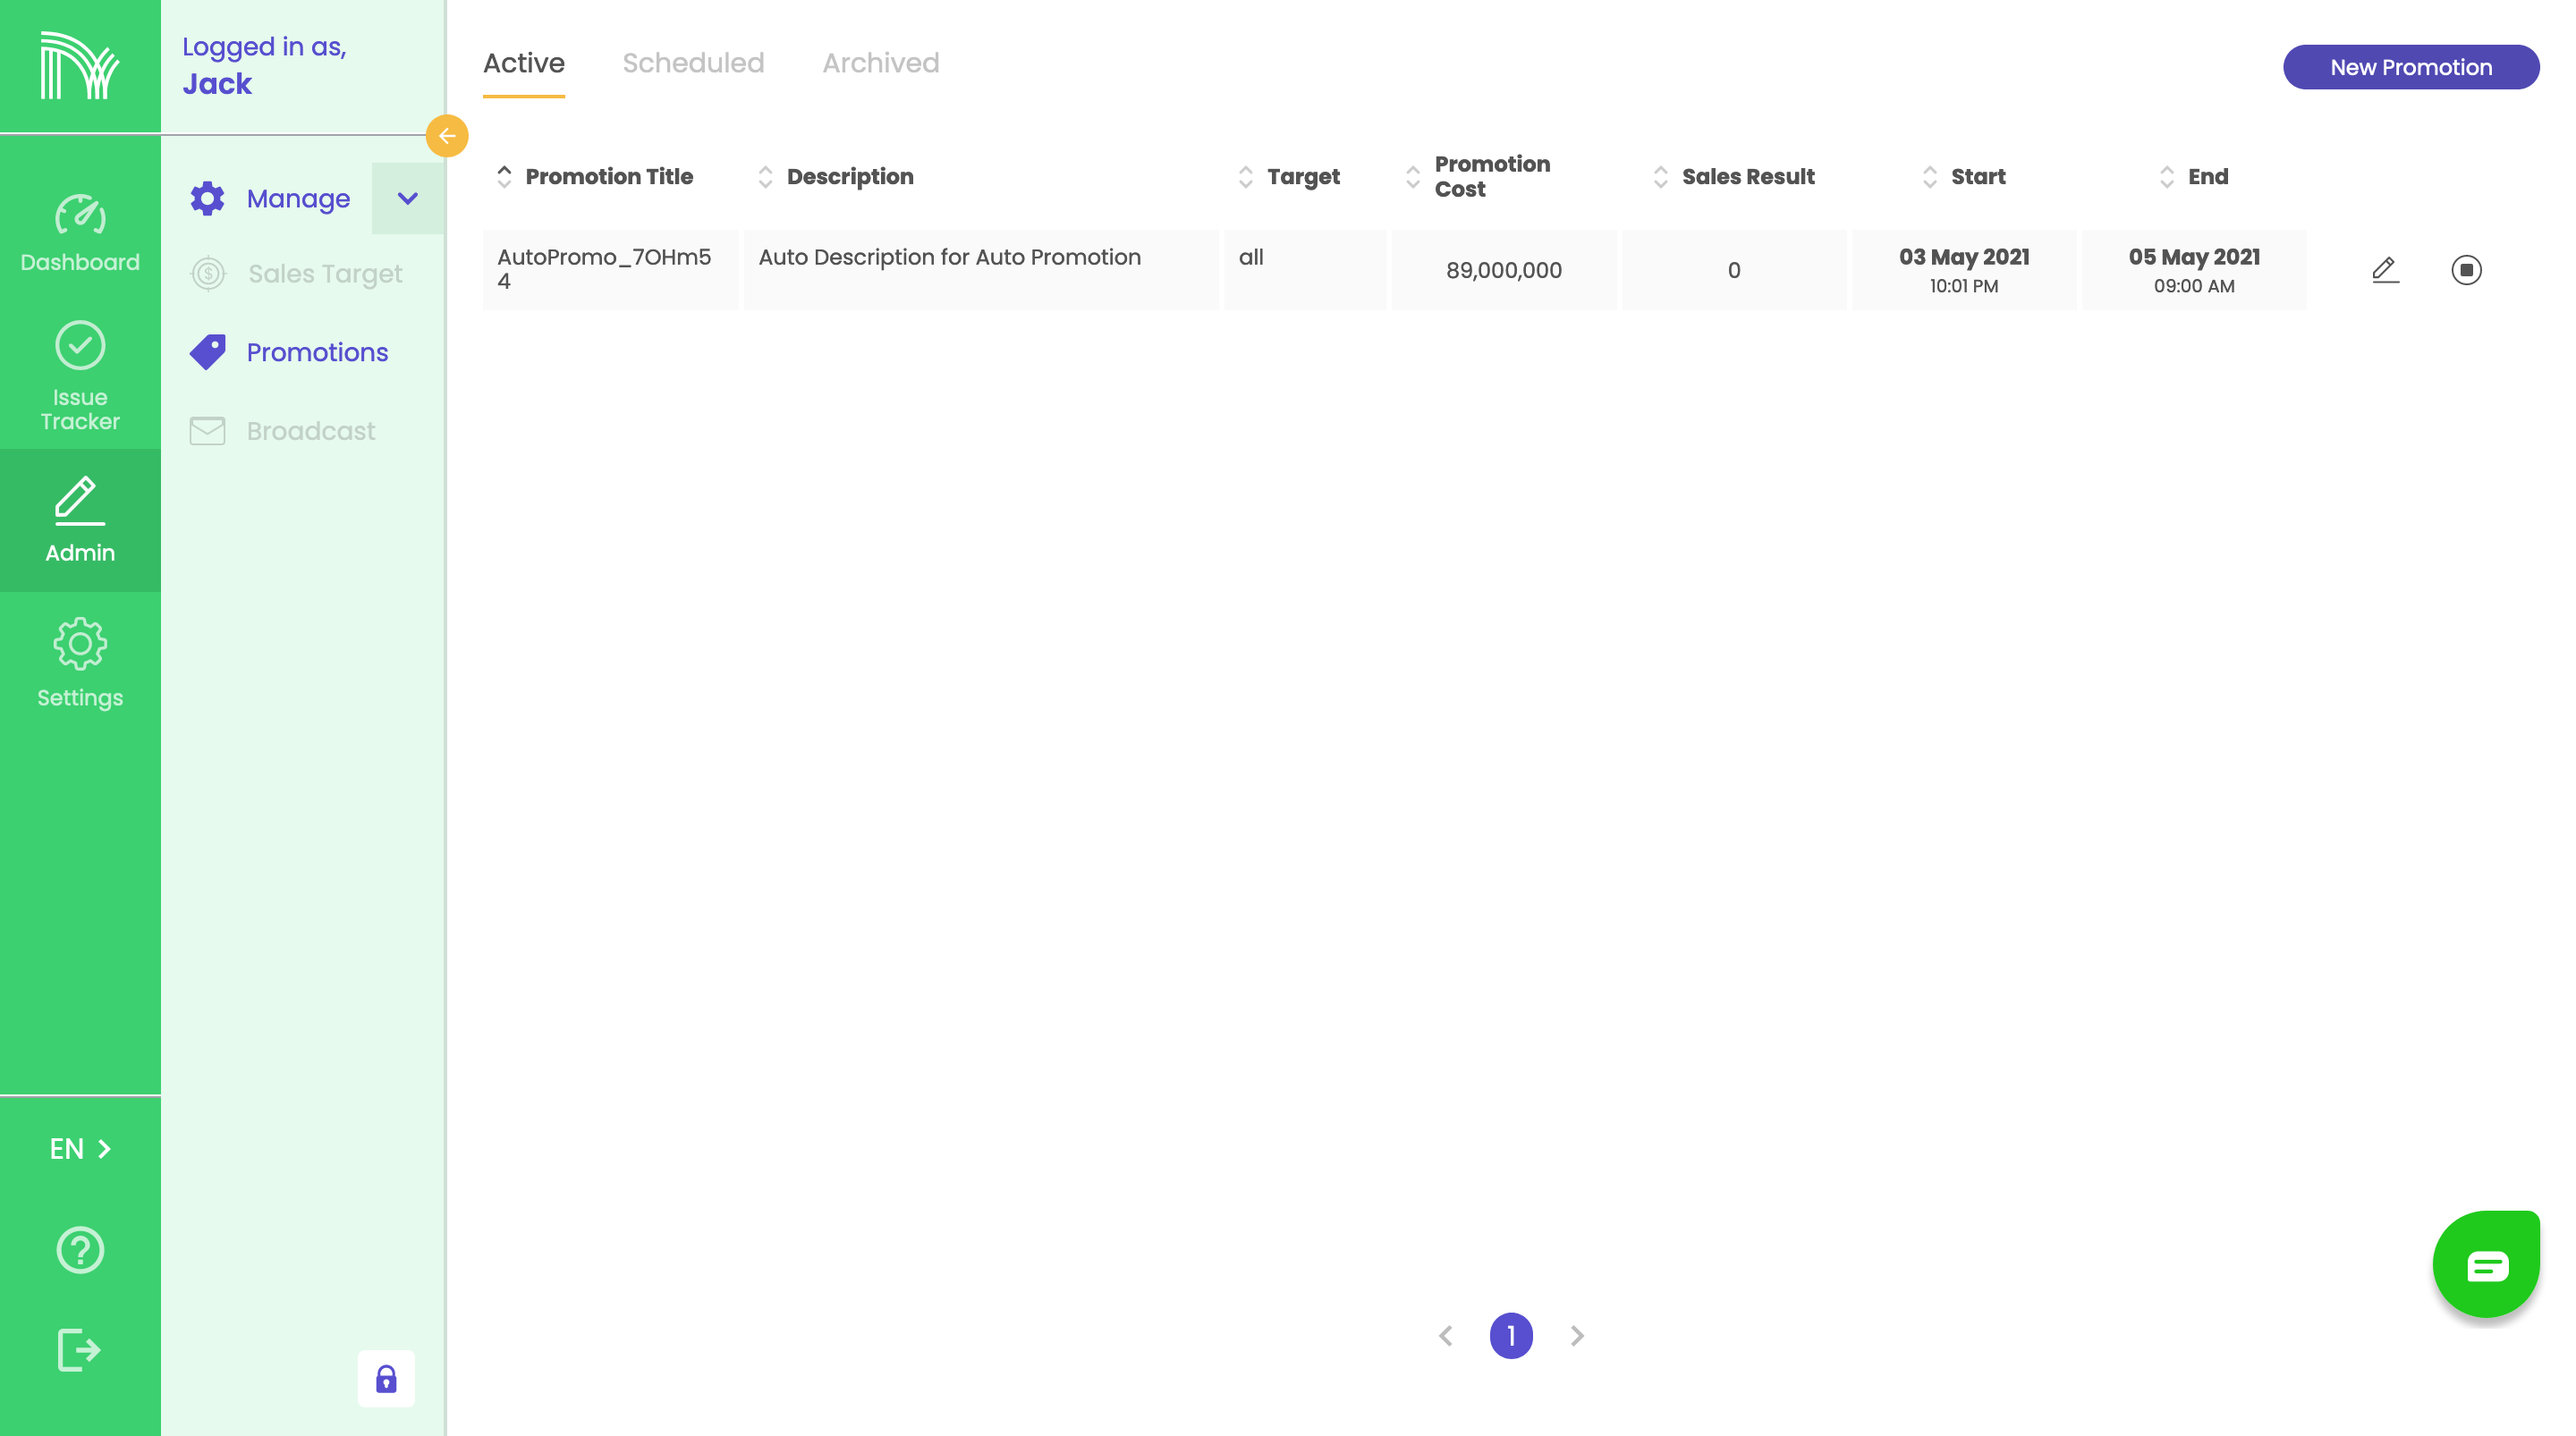 Logged in as,
Jack
Dashboard
Issue
Tracker
Admin
Settings
EN
Manage
Sales Target
Promotions
Broadcast
Active Scheduled Archived
New Promotion
Promotion Title Description Target Promotion Cost Sales Result Start End
AutoPromo_7OHm5
4
Auto Description for Auto Promotion
all
89,000,000
0
03 May 2021
10:01 PM
05 May 2021
09:00 AM
1